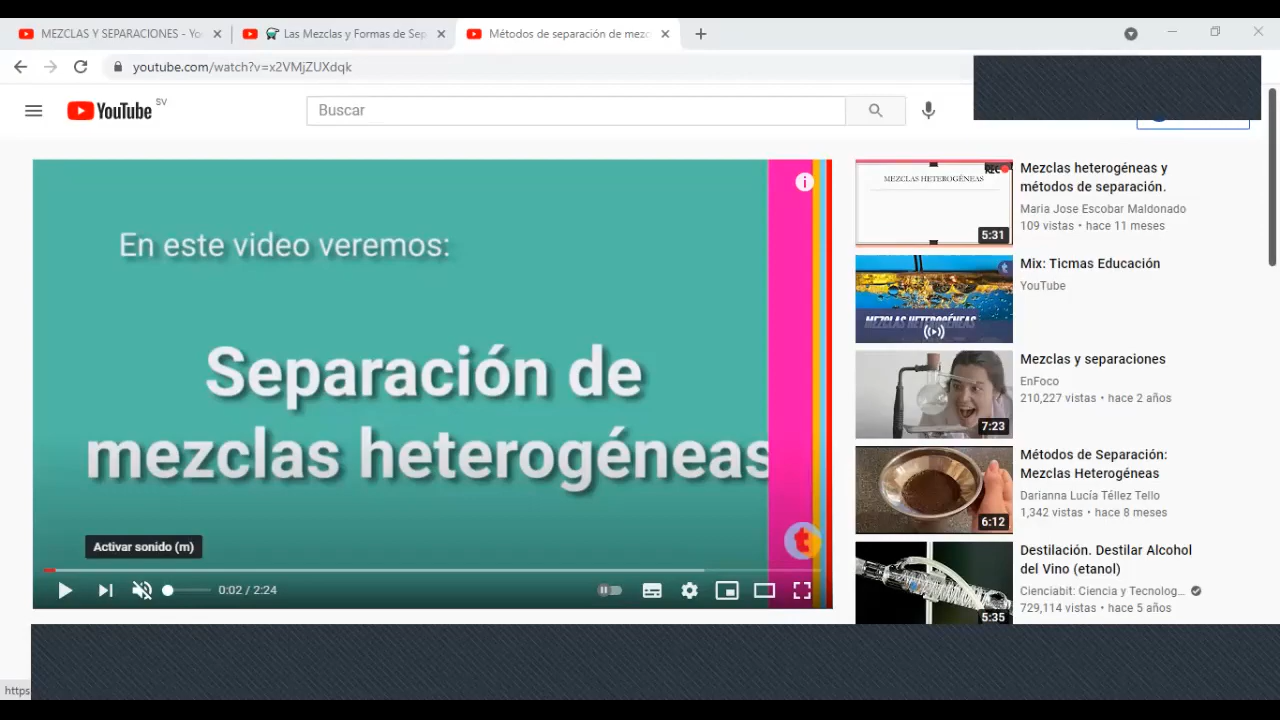 MEZCLAS Y SEPARACIONES - Yo
Las Mezclas y Formas de Sep
Métodos de separación de mezc
youtube.com/watch?v=x2VMjZUXdqk
YouTube SV
Buscar
En este video veremos:
Separación de
mezclas heterogéneas
Activar sonido (m)
0:02 / 2:24
MEZCLAS HETEROGÉNEAS
REC
5:31
Mezclas heterogéneas y
métodos de separación.
Maria Jose Escobar Maldonado
109 vistas • hace 11 meses
MEZCLAS HETEROGÉNEAS
Mix: Ticmas Educación
YouTube
7:23
Mezclas y separaciones
EnFoco
210,227 vistas • hace 2 años
6:12
Métodos de Separación:
Mezclas Heterogéneas
Darianna Lucía Téllez Tello
1,342 vistas • hace 8 meses
5:35
Destilación. Destilar Alcohol
del Vino (etanol)
Cienciabit: Ciencia y Tecnolog...
729,114 vistas • hace 5 años
https